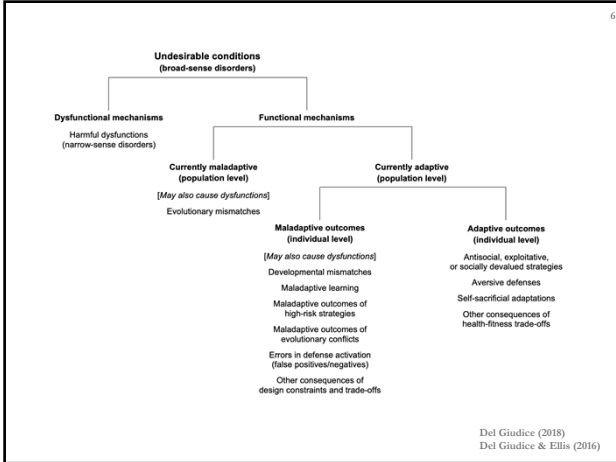 6
Undesirable conditions
(broad-sense disorders)
Dysfunctional mechanisms
Harmful dysfunctions
(narrow-sense disorders)
Functional mechanisms
Currently maladaptive
(population level)
[May also cause dysfunctions]
Evolutionary mismatches
Currently adaptive
(population level)
Maladaptive outcomes
(individual level)
[May also cause dysfunctions]
Developmental mismatches
Maladaptive learning
Maladaptive outcomes of
high-risk strategies
Maladaptive outcomes of
evolutionary conflicts
Errors in defense activation
(false positives/negatives)
Other consequences of
design constraints and trade-offs
Adaptive outcomes
(individual level)
Antisocial, exploitative,
or socially devalued strategies
Aversive defenses
Self-sacrificial adaptations
Other consequences of
health-fitness trade-offs
Del Giudice (2018)
Del Giudice & Ellis (2016)